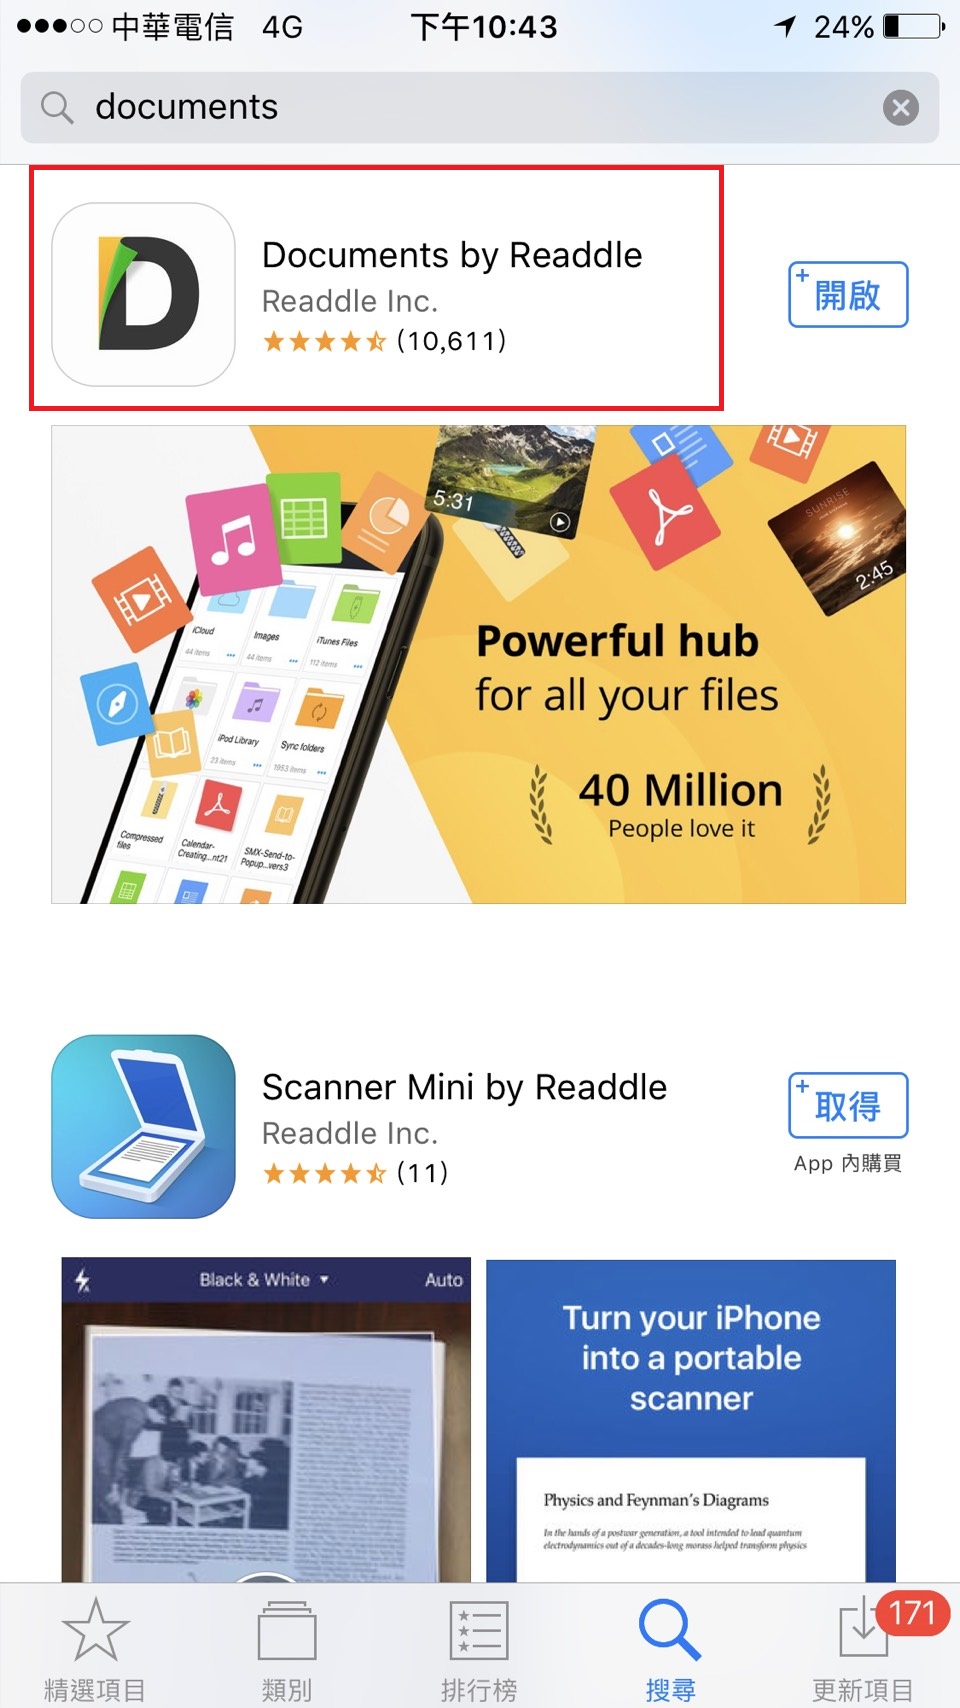 中華電信 4G 下午10:43 24%
documents
Documents by Readdle
Readdle Inc.
(10,611)
開啟
5:31
SUNRISE
2:45
iCloud
44 items
Images
44 items
iTunes Files
112 items
Powerful hub
for all your files
iPod Library
23 items
Sync folders
1953 items
40 Million
People love it
Compressed
files
Calendar-
Creating...nt21
SMX-Send-to-
Popup...vers3
Scanner Mini by Readdle
Readdle Inc.
(11)
取得
App 內購買
Black & White
Auto
Turn your iPhone
into a portable
scanner
Physics and Feynman's Diagrams
In the hands of a postwar generation, a tool intended to lead quantum
electrodynamics out of a decades-long morass helped transform physics
精選項目
類別
排行榜
搜尋
171
更新項目